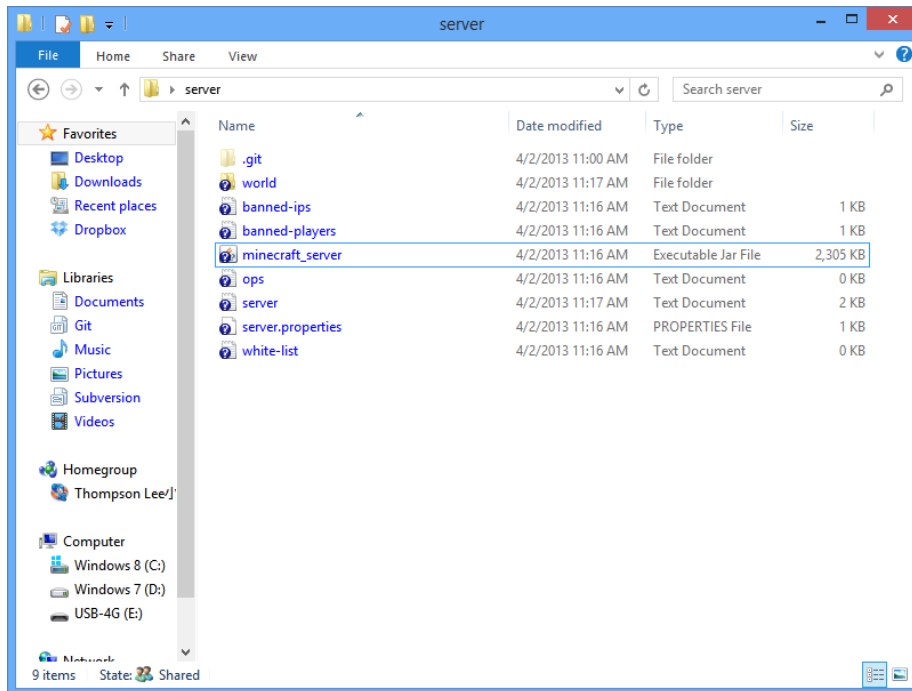 server
File Home Share View
server Search server
Name Date modified Type Size
Favorites
Desktop
Downloads
Recent places
Dropbox
Libraries
Documents
Git
Music
Pictures
Subversion
Videos
Homegroup
Thompson Lee
Computer
Windows 8 (C:)
Windows 7 (D:)
USB-4G (E:)
Network
.git 4/2/2013 11:00 AM File folder
world 4/2/2013 11:17 AM File folder
banned-ips 4/2/2013 11:16 AM Text Document 1 KB
banned-players 4/2/2013 11:16 AM Text Document 1 KB
minecraft_server 4/2/2013 11:16 AM Executable Jar File 2,305 KB
ops 4/2/2013 11:16 AM Text Document 0 KB
server 4/2/2013 11:17 AM Text Document 2 KB
server.properties 4/2/2013 11:16 AM PROPERTIES File 1 KB
white-list 4/2/2013 11:16 AM Text Document 0 KB
9 items State: Shared